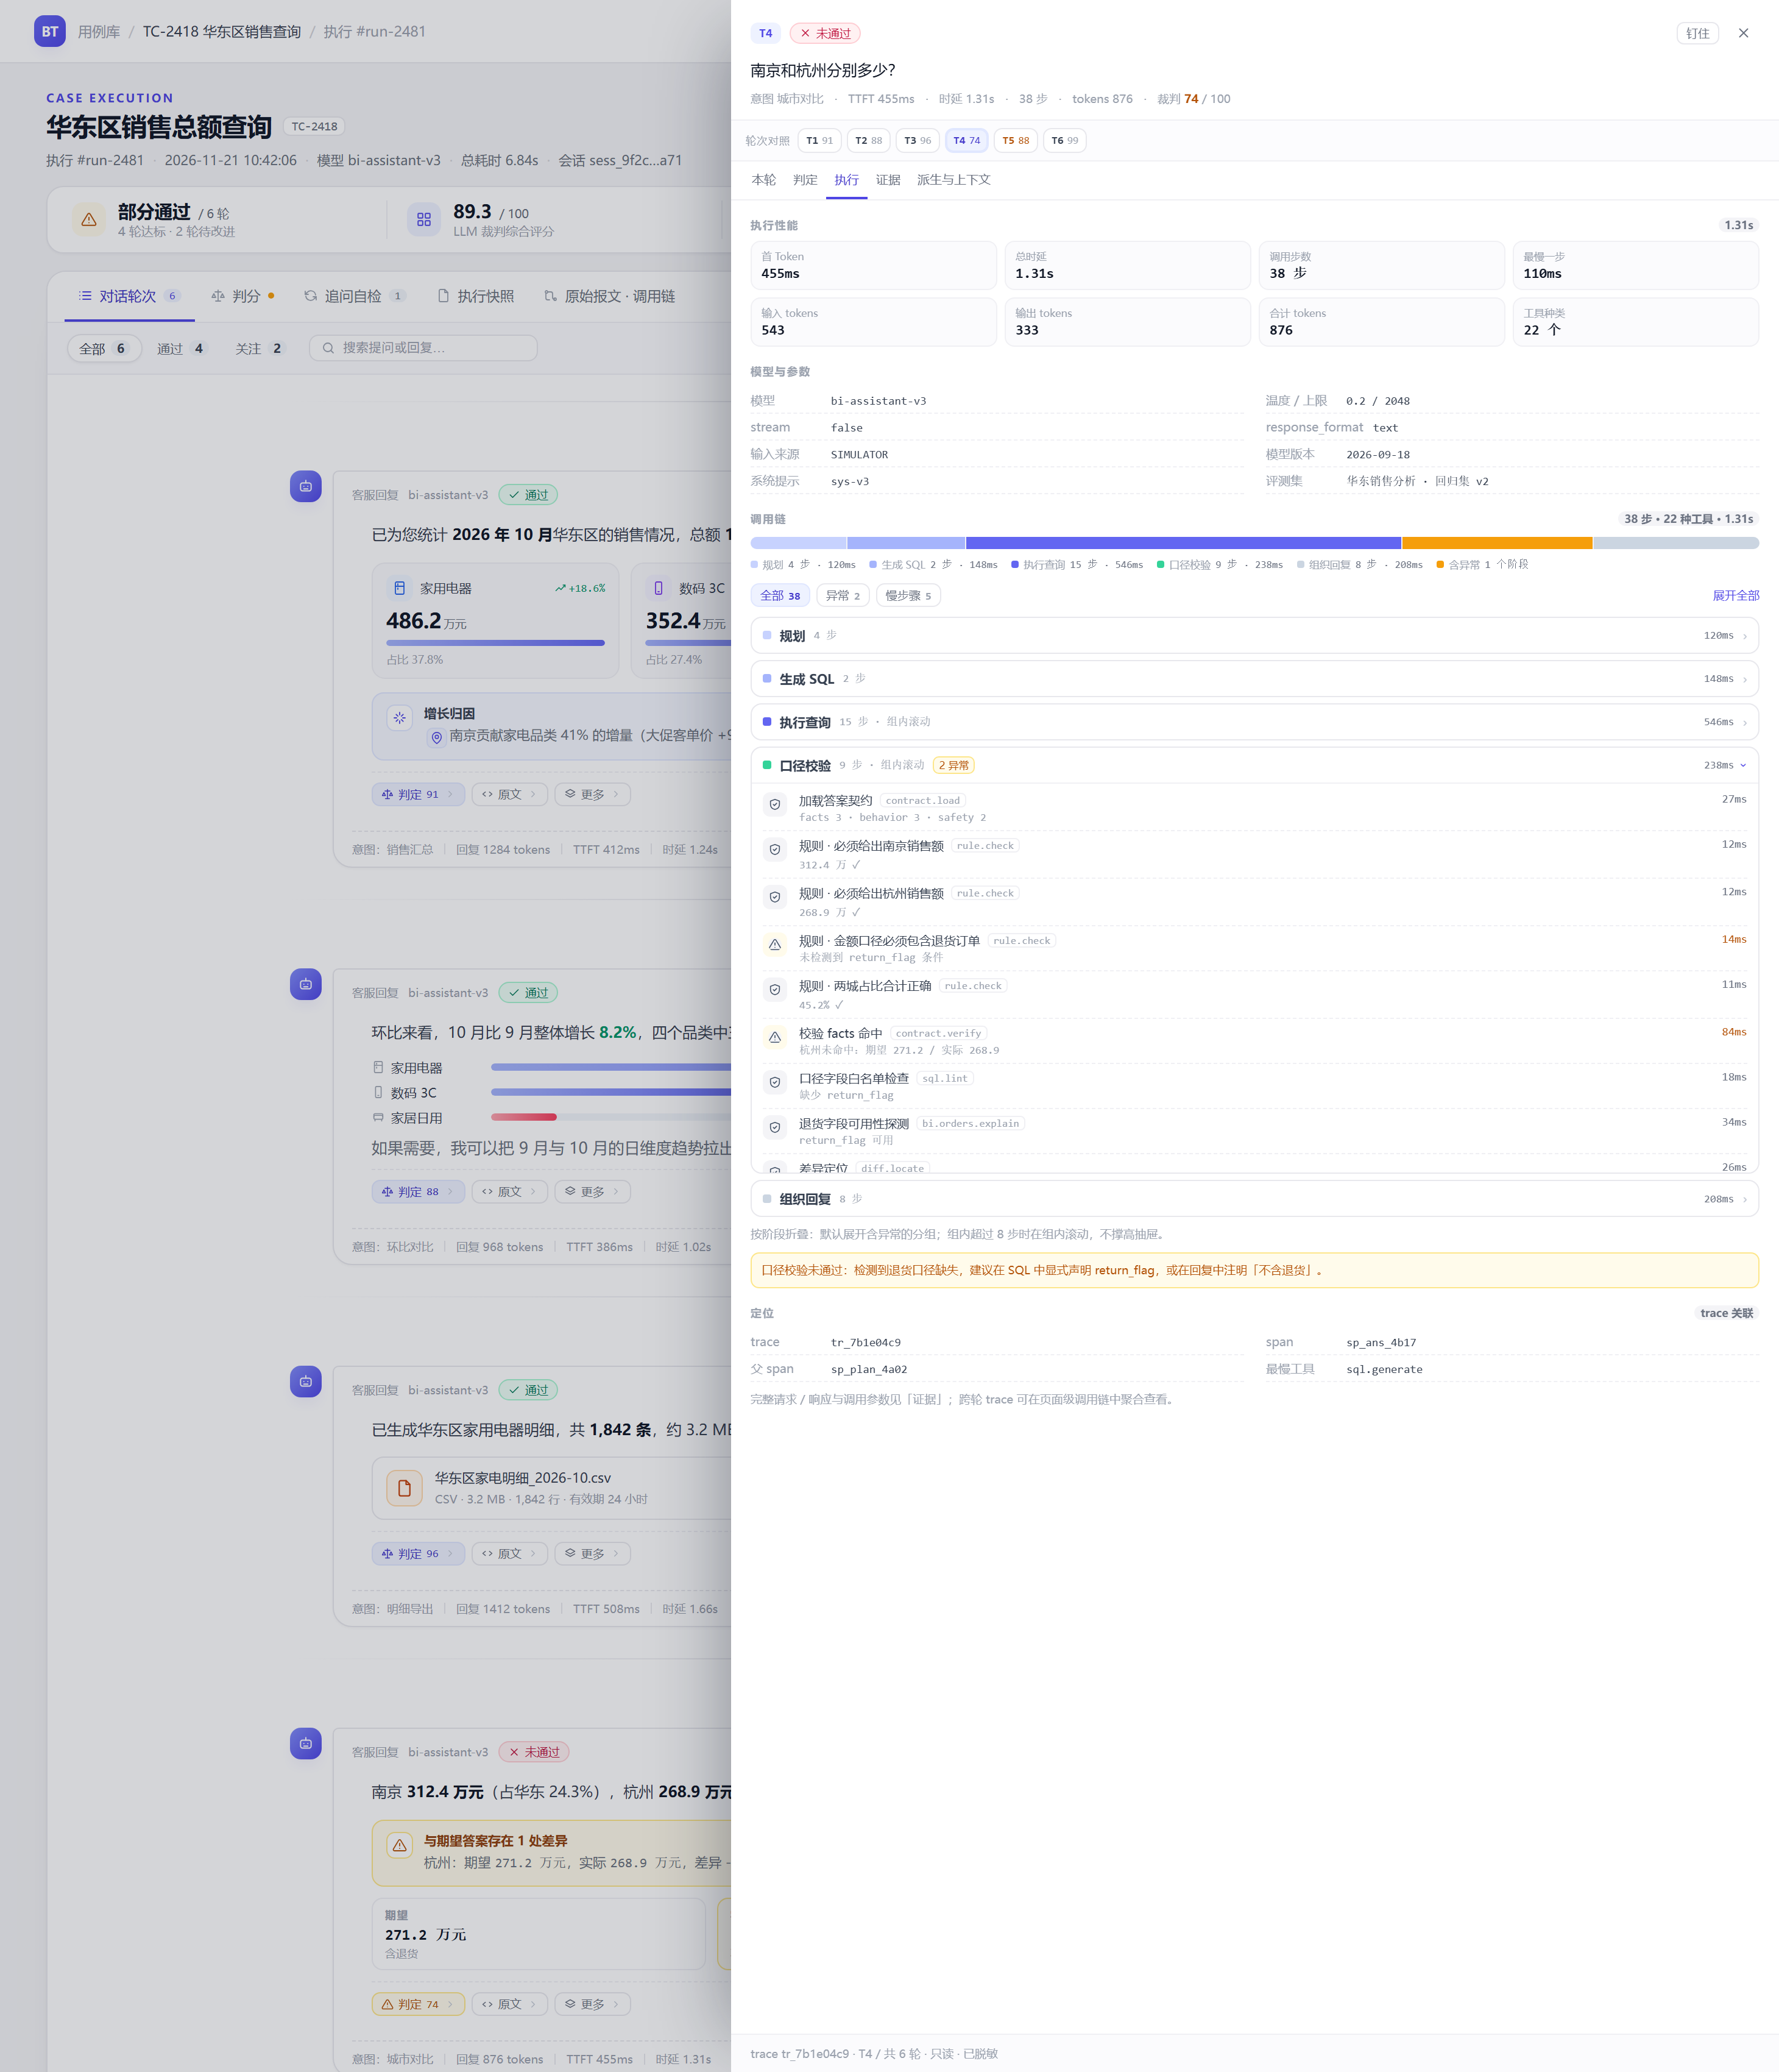 BT 用例库 / TC-2418 华东区销售查询 / 执行 #run-2481
CASE EXECUTION
华东区销售总额查询 TC-2418
执行 #run-2481 · 2026-11-21 10:42:06 · 模型 bi-assistant-v3 · 总耗时 6.84s · 会话 sess_9f2c…a71
部分通过 / 6 轮
4 轮达标 · 2 轮待改进
89.3 / 100
LLM 裁判综合评分
对话轮次 6 判分 追问自检 1 执行快照 原始报文 · 调用链
全部 6 通过 4 关注 2 搜索提问或回复…
客服回复 bi-assistant-v3 通过
已为您统计 2026 年 10 月华东区的销售情况，总额 1
家用电器 +18.6%
486.2 万元
占比 37.8%
数码 3C
352.4 万元
占比 27.4%
增长归因
南京贡献家电品类 41% 的增量（大促客单价 +9
判定 91 原文 更多
意图：销售汇总 回复 1284 tokens TTFT 412ms 时延 1.24s
客服回复 bi-assistant-v3 通过
环比来看，10 月比 9 月整体增长 8.2%，四个品类中3
家用电器
数码 3C
家居日用
如果需要，我可以把 9 月与 10 月的日维度趋势拉出
判定 88 原文 更多
意图：环比对比 回复 968 tokens TTFT 386ms 时延 1.02s
客服回复 bi-assistant-v3 通过
已生成华东区家用电器明细，共 1,842 条，约 3.2 MB
华东区家电明细_2026-10.csv
CSV · 3.2 MB · 1,842 行 · 有效期 24 小时
判定 96 原文 更多
意图：明细导出 回复 1412 tokens TTFT 508ms 时延 1.66s
客服回复 bi-assistant-v3 未通过
南京 312.4 万元（占华东 24.3%），杭州 268.9 万元
与期望答案存在 1 处差异
杭州：期望 271.2 万元，实际 268.9 万元，差异 -
期望
271.2 万元
含退货
判定 74 原文 更多
意图：城市对比 回复 876 tokens TTFT 455ms 时延 1.31s
T4 未通过 钉住
南京和杭州分别多少？
意图 城市对比 · TTFT 455ms · 时延 1.31s · 38 步 · tokens 876 · 裁判 74 / 100
轮次对照 T1 91 T2 88 T3 96 T4 74 T5 88 T6 99
本轮 判定 执行 证据 派生与上下文
执行性能 1.31s
首 Token
455ms
总时延
1.31s
调用步数
38 步
最慢一步
110ms
输入 tokens
543
输出 tokens
333
合计 tokens
876
工具种类
22 个
模型与参数
模型 bi-assistant-v3 温度 / 上限 0.2 / 2048
stream false response_format text
输入来源 SIMULATOR 模型版本 2026-09-18
系统提示 sys-v3 评测集 华东销售分析 · 回归集 v2
调用链 38 步 • 22 种工具 • 1.31s
规划 4 步 · 120ms 生成 SQL 2 步 · 148ms 执行查询 15 步 · 546ms 口径校验 9 步 · 238ms 组织回复 8 步 · 208ms 含异常 1 个阶段
全部 38 异常 2 慢步骤 5 展开全部
规划 4 步 120ms
生成 SQL 2 步 148ms
执行查询 15 步 · 组内滚动 546ms
口径校验 9 步 · 组内滚动 2 异常 238ms
加载答案契约 contract.load 27ms
facts 3 · behavior 3 · safety 2
规则 · 必须给出南京销售额 rule.check 12ms
312.4 万 ✓
规则 · 必须给出杭州销售额 rule.check 12ms
268.9 万 ✓
规则 · 金额口径必须包含退货订单 rule.check 14ms
未检测到 return_flag 条件
规则 · 两城占比合计正确 rule.check 11ms
45.2% ✓
校验 facts 命中 contract.verify 84ms
杭州未命中：期望 271.2 / 实际 268.9
口径字段白名单检查 sql.lint 18ms
缺少 return_flag
退货字段可用性探测 bi.orders.explain 34ms
return_flag 可用
差异定位 diff.locate 26ms
组织回复 8 步 208ms
按阶段折叠：默认展开含异常的分组；组内超过 8 步时在组内滚动，不撑高抽屉。
口径校验未通过：检测到退货口径缺失，建议在 SQL 中显式声明 return_flag，或在回复中注明「不含退货」。
定位 trace 关联
trace tr_7b1e04c9 span sp_ans_4b17
父 span sp_plan_4a02 最慢工具 sql.generate
完整请求 / 响应与调用参数见「证据」；跨轮 trace 可在页面级调用链中聚合查看。
trace tr_7b1e04c9 · T4 / 共 6 轮 · 只读 · 已脱敏